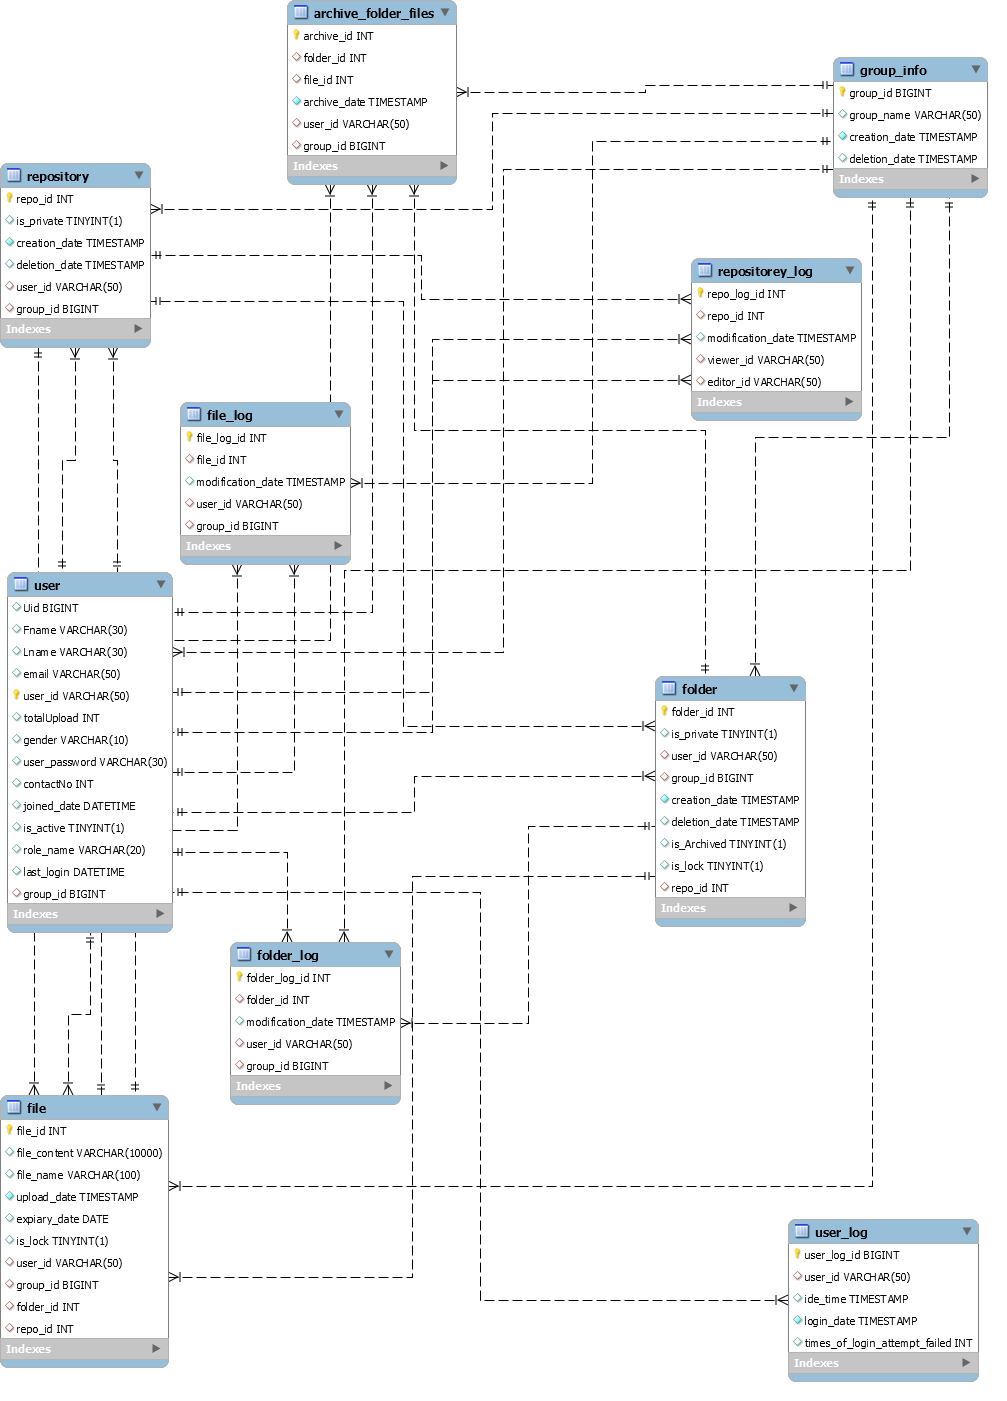 archive_folder_files
archive_id INT
folder_id INT
file_id INT
archive_date TIMESTAMP
user_id VARCHAR(50)
group_id BIGINT
Indexes
group_info
group_id BIGINT
group_name VARCHAR(50)
creation_date TIMESTAMP
deletion_date TIMESTAMP
Indexes
repository
repo_id INT
is_private TINYINT(1)
creation_date TIMESTAMP
deletion_date TIMESTAMP
user_id VARCHAR(50)
group_id BIGINT
Indexes
repositorey_log
repo_log_id INT
repo_id INT
modification_date TIMESTAMP
viewer_id VARCHAR(50)
editor_id VARCHAR(50)
Indexes
file_log
file_log_id INT
file_id INT
modification_date TIMESTAMP
user_id VARCHAR(50)
group_id BIGINT
Indexes
user
Uid BIGINT
Fname VARCHAR(30)
Lname VARCHAR(30)
email VARCHAR(50)
user_id VARCHAR(50)
totalUpload INT
gender VARCHAR(10)
user_password VARCHAR(30)
contactNo INT
joined_date DATETIME
is_active TINYINT(1)
role_name VARCHAR(20)
last_login DATETIME
group_id BIGINT
Indexes
folder
folder_id INT
is_private TINYINT(1)
user_id VARCHAR(50)
group_id BIGINT
creation_date TIMESTAMP
deletion_date TIMESTAMP
is_Archived TINYINT(1)
is_lock TINYINT(1)
repo_id INT
Indexes
folder_log
folder_log_id INT
folder_id INT
modification_date TIMESTAMP
user_id VARCHAR(50)
group_id BIGINT
Indexes
file
file_id INT
file_content VARCHAR(10000)
file_name VARCHAR(100)
upload_date TIMESTAMP
expiary_date DATE
is_lock TINYINT(1)
user_id VARCHAR(50)
group_id BIGINT
folder_id INT
repo_id INT
Indexes
user_log
user_log_id BIGINT
user_id VARCHAR(50)
ide_time TIMESTAMP
login_date TIMESTAMP
times_of_login_attempt_failed INT
Indexes